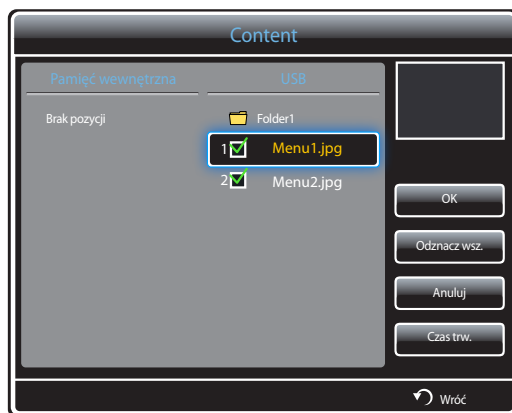 Content
Pamięć wewnętrzna
USB
Brak pozycji
Folder1
1 Menu1.jpg
2 Menu2.jpg
OK
Odznacz wsz.
Anuluj
Czas trw.
Wróć